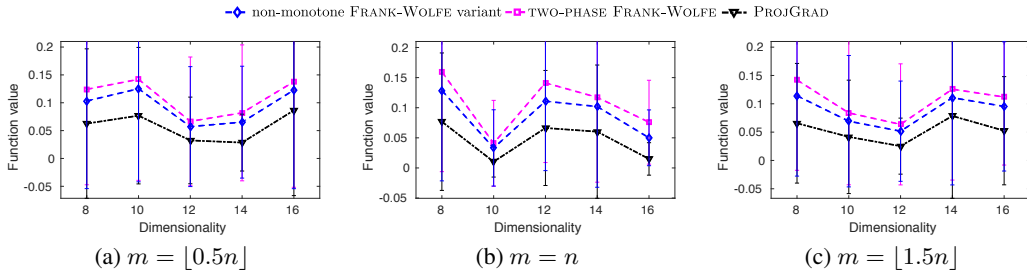 non-monotone FRANK-WOLFE variant TWO-PHASE FRANK-WOLFE PROJGRAD
0.2
0.15
0.1
0.05
0
-0.05
Function value
8 10 12 14 16
Dimensionality
(a) m = ⌊0.5n⌋
0.2
0.15
0.1
0.05
0
-0.05
Function value
8 10 12 14 16
Dimensionality
(b) m = n
0.2
0.15
0.1
0.05
0
-0.05
Function value
8 10 12 14 16
Dimensionality
(c) m = ⌊1.5n⌋